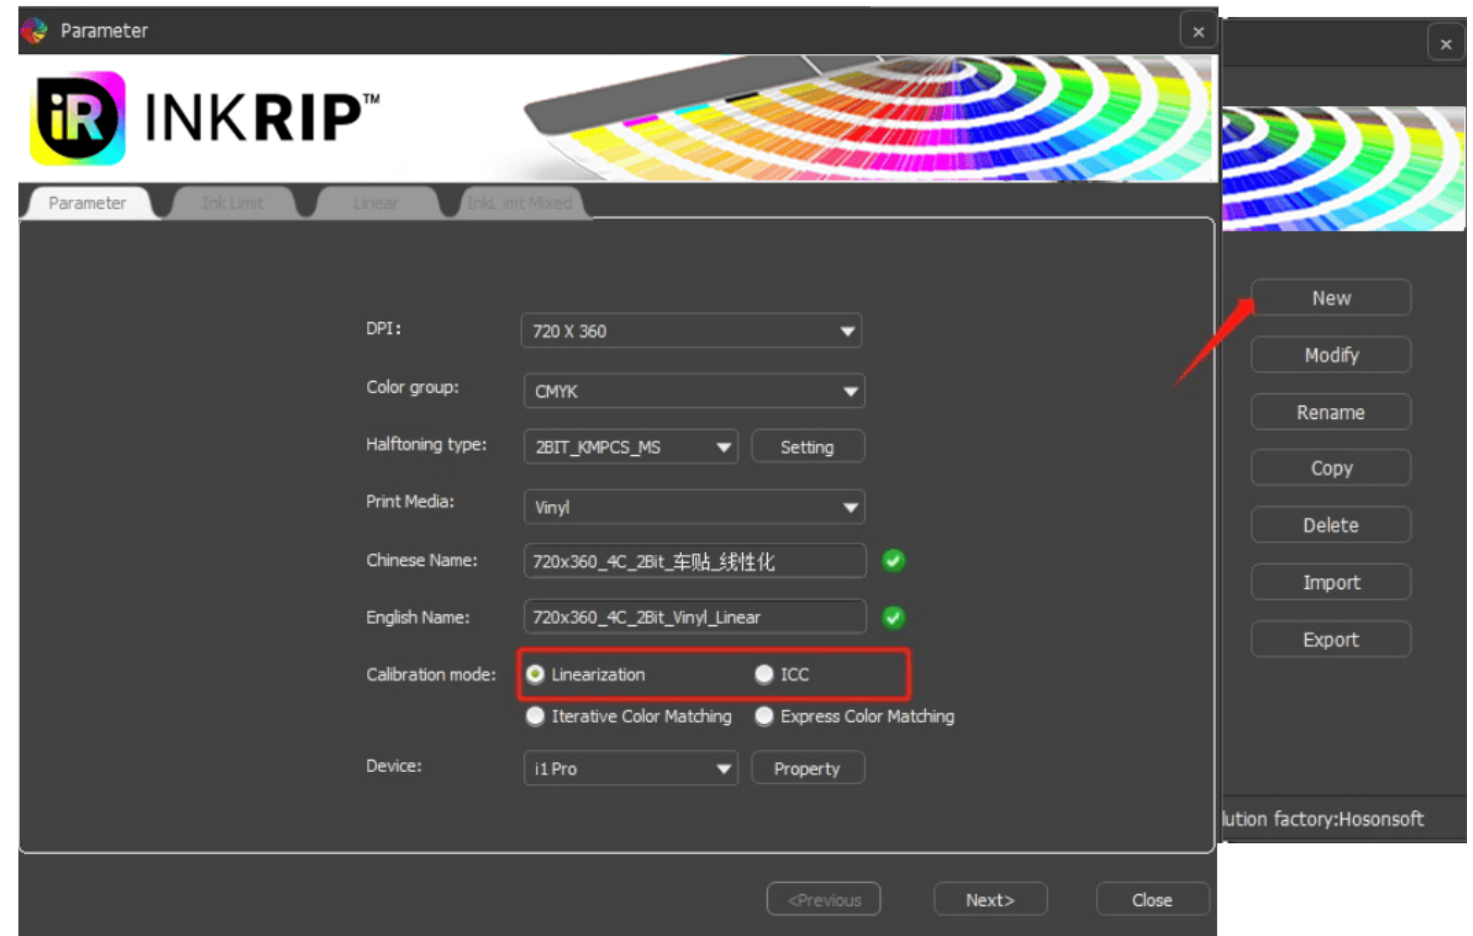 Parameter
iR INKRIP™
Parameter
Ink Limit
Linear
InkL imt Mixed
DPI:
720 X 360
Color group:
CMYK
Halftoning type:
2BIT_KMPCS_MS
Setting
Print Media:
Vinyl
Chinese Name:
720x360_4C_2Bit_车贴_线性化
English Name:
720x360_4C_2Bit_Vinyl_Linear
Calibration mode:
Linearization
ICC
Iterative Color Matching
Express Color Matching
Device:
i1 Pro
Property
<Previous
Next>
Close
New
Modify
Rename
Copy
Delete
Import
Export
lution factory:Hosonsoft